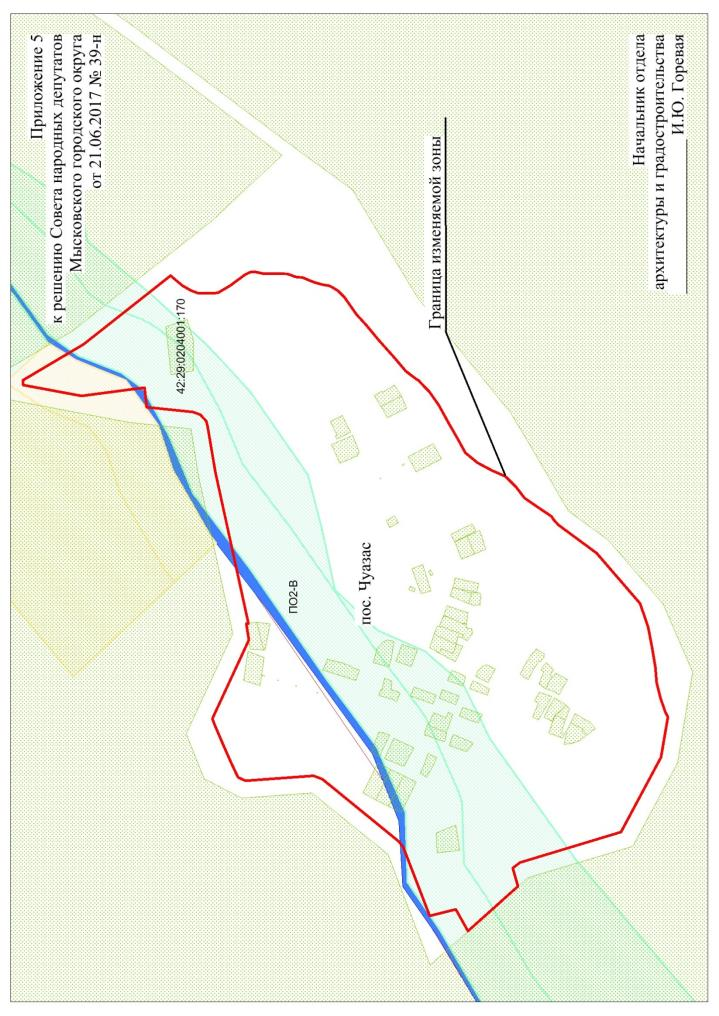 Приложение 5
к решению Совета народных депутатов
Мысковского городского округа
от 21.06.2017 № 39-н
42:29:0204001:170
Граница изменяемой зоны
ПО2-В
пос. Чуазас
Начальник отдела
архитектуры и градостроительства
И.Ю. Горевая